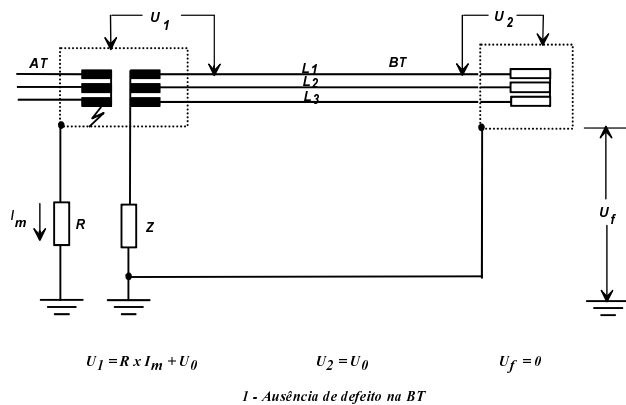 U1
U2
AT
L1
BT
L2
L3
Im
R
Z
Uf
U1 = R x Im + U0
U2 = U0
Uf = 0
1 - Ausência de defeito na BT